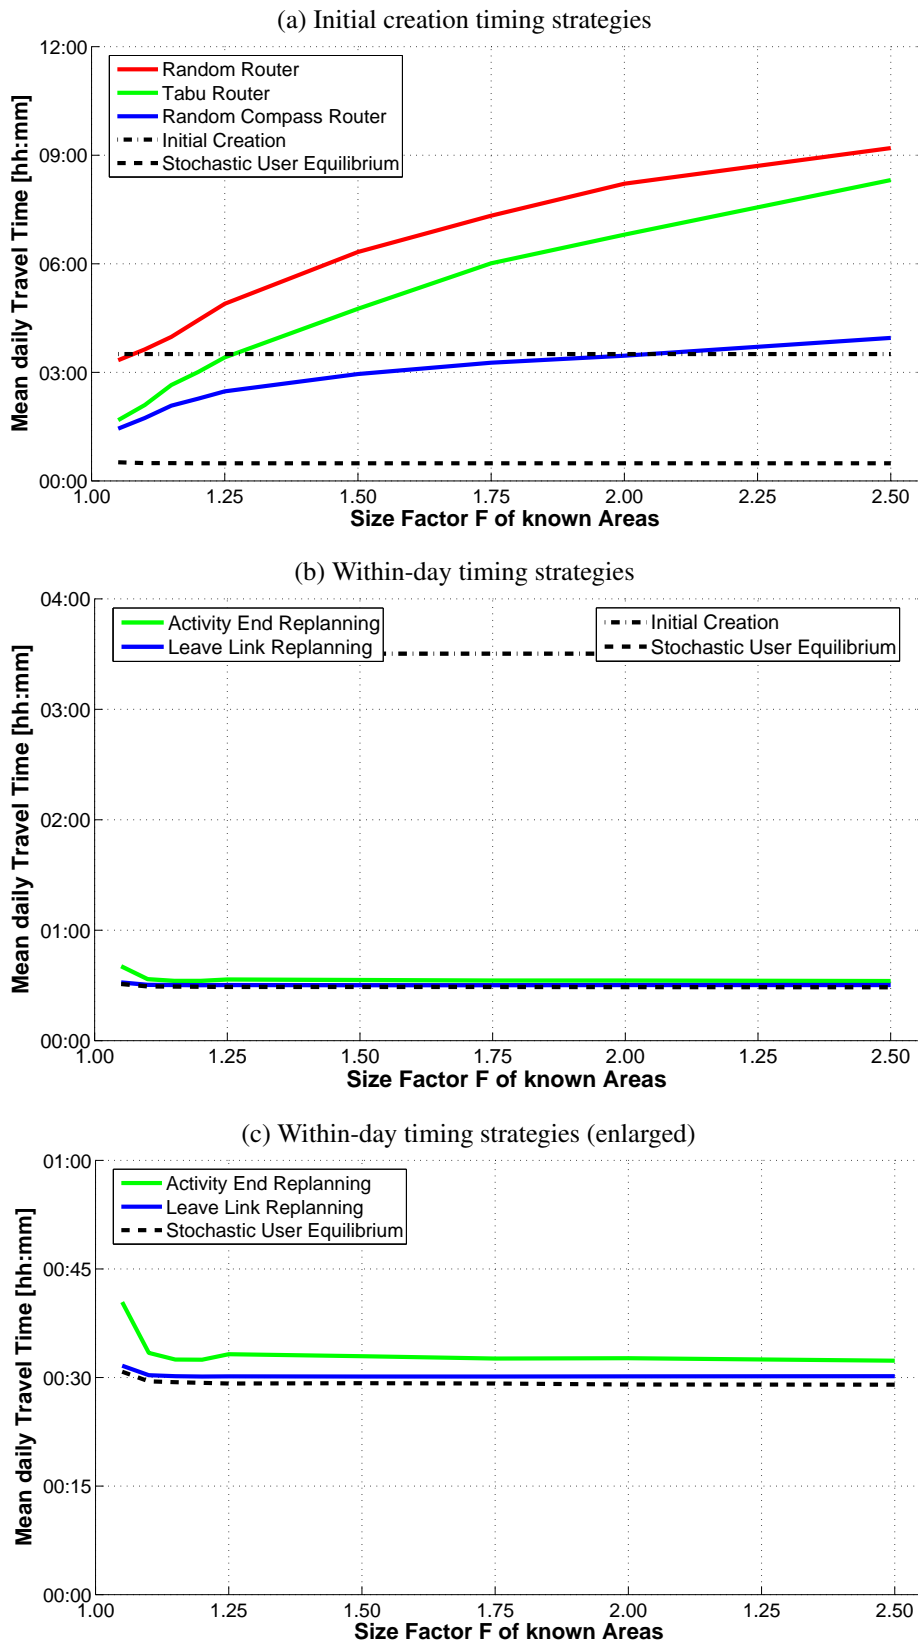 (a) Initial creation timing strategies
12:00
09:00
06:00
03:00
00:00
Mean daily Travel Time [hh:mm]
Random Router
Tabu Router
Random Compass Router
Initial Creation
Stochastic User Equilibrium
1.00 1.25 1.50 1.75 2.00 2.25 2.50
Size Factor F of known Areas
(b) Within-day timing strategies
04:00
03:00
02:00
01:00
00:00
Mean daily Travel Time [hh:mm]
Activity End Replanning
Leave Link Replanning
Initial Creation
Stochastic User Equilibrium
1.00 1.25 1.50 1.75 2.00 1.25 2.50
Size Factor F of known Areas
(c) Within-day timing strategies (enlarged)
01:00
00:45
00:30
00:15
00:00
Mean daily Travel Time [hh:mm]
Activity End Replanning
Leave Link Replanning
Stochastic User Equilibrium
1.00 1.25 1.50 1.75 2.00 1.25 2.50
Size Factor F of known Areas